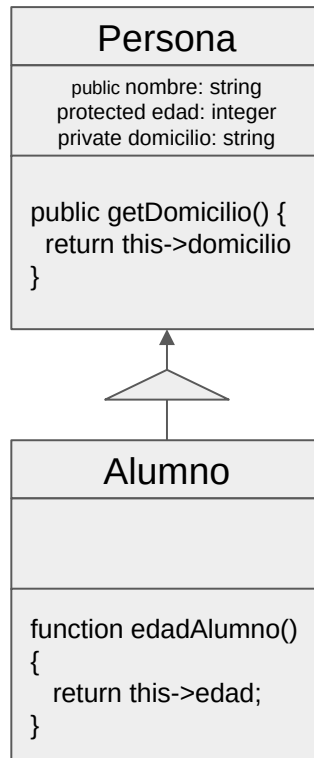 Persona
public nombre: string
protected edad: integer
private domicilio: string
public getDomicilio() {
return this->domicilio
}
Alumno
function edadAlumno()
{
return this->edad;
}